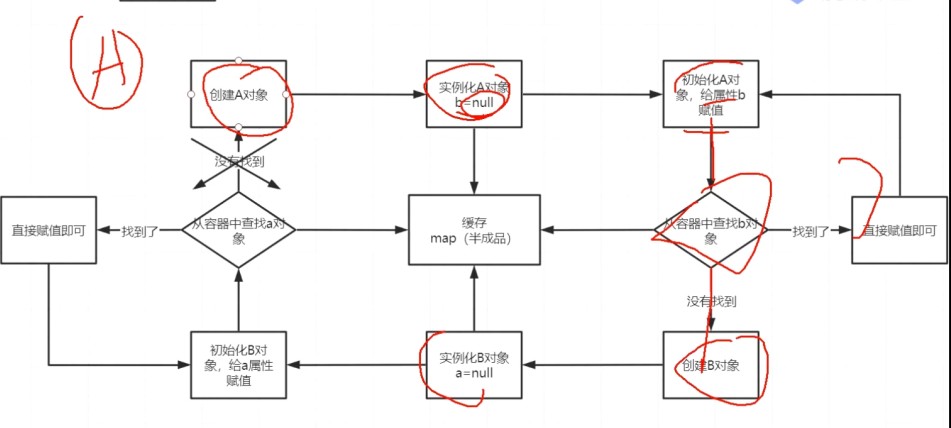 A
创建A对象
实例化A对象
b=null
初始化A对
象，给属性b
赋值
没有找到
直接赋值即可
找到了
从容器中查找a对
象
缓存
map（半成品）
从容器中查找b对
象
找到了
直接赋值即可
没有找到
初始化B对
象，给a属性
赋值
实例化B对象
a=null
创建B对象